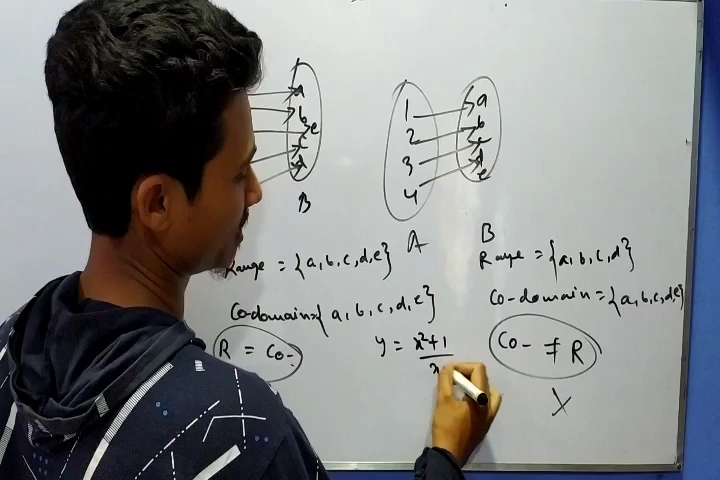 a
b
e
c
d
B
1
2
3
4
A
a
b
c
d
e
B
Range = {a,b,c,d,e}
Co-domain={a,b,c,d,e}
R = Co-
y = x²+1
x
Range = {a,b,c,d}
Co-domain={a,b,c,d,e}
Co- ≠ R
X